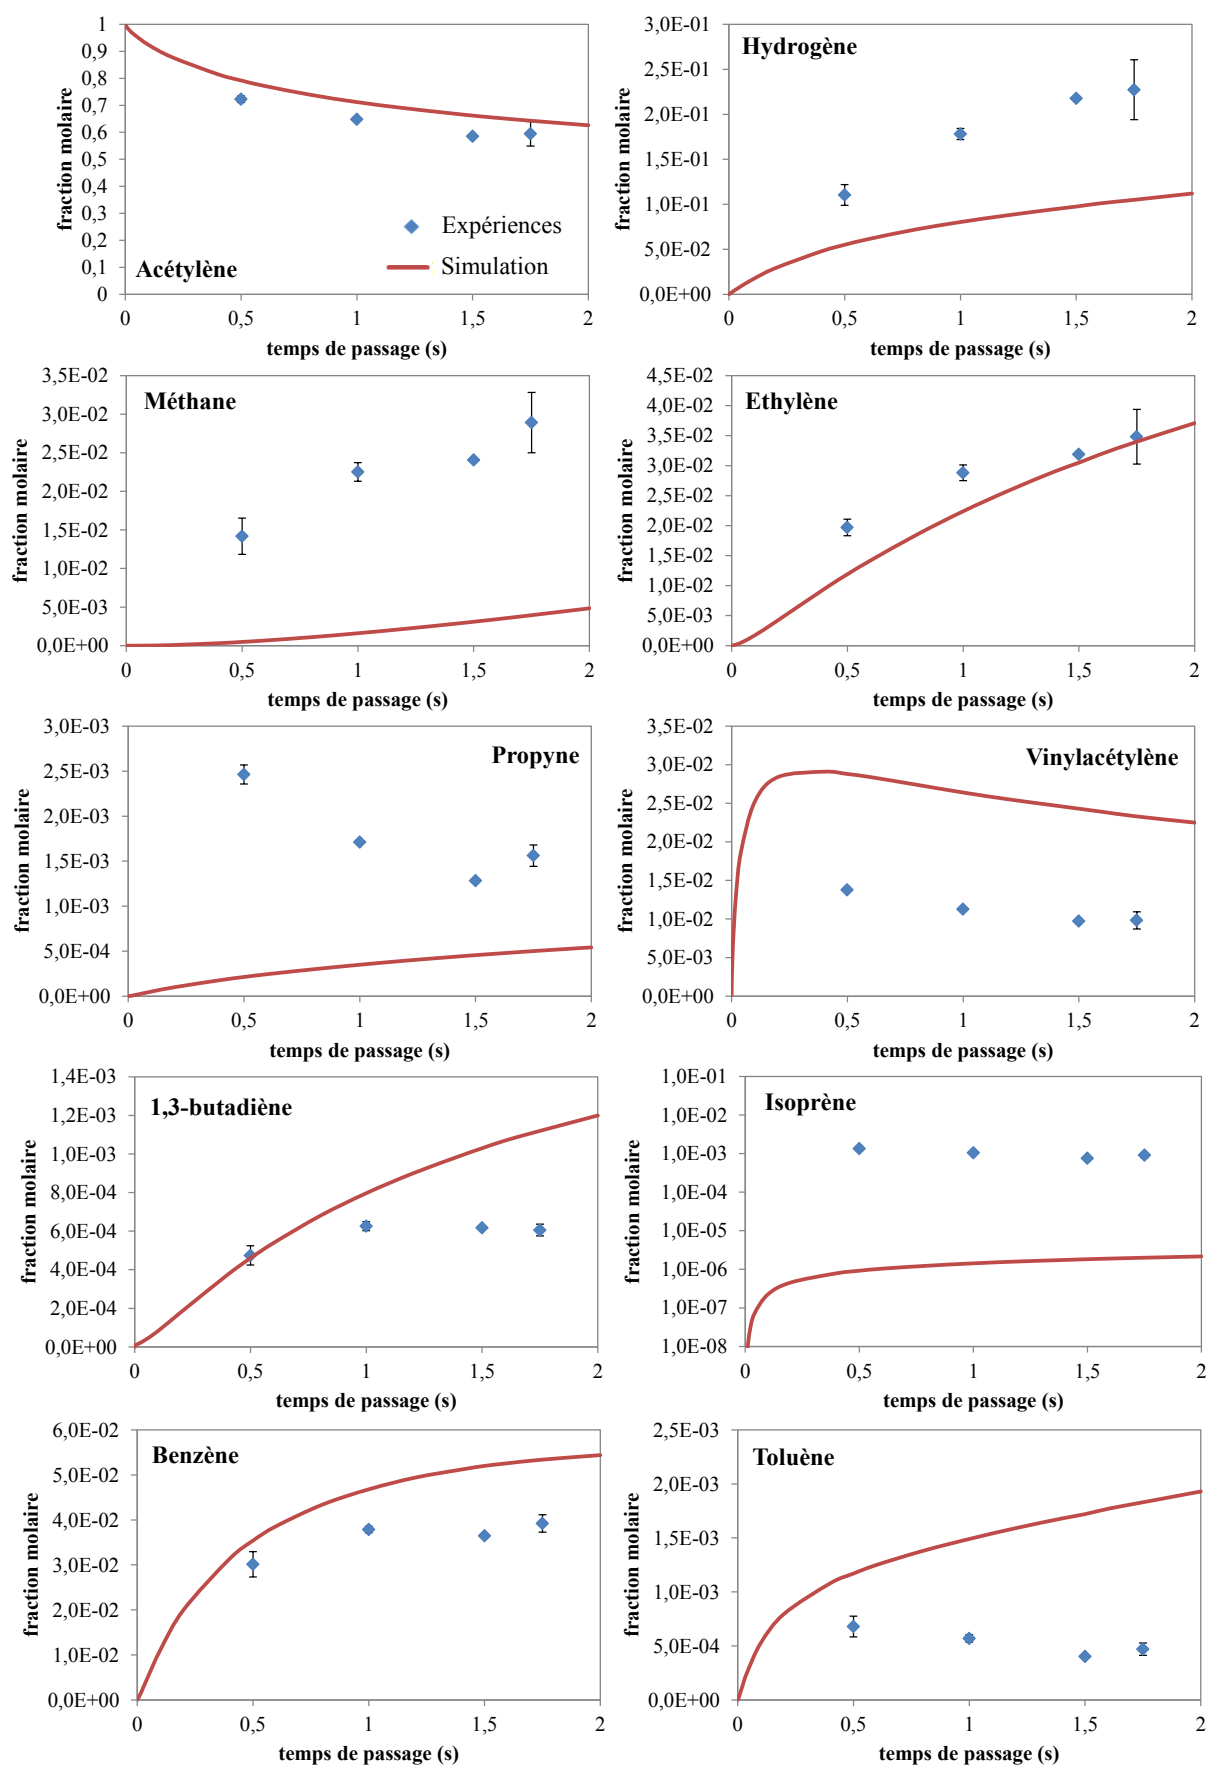 1
0,9
0,8
0,7
0,6
0,5
0,4
0,3
0,2
0,1
0
fraction molaire
Expériences
Simulation
Acétylène
0 0,5 1 1,5 2
temps de passage (s)
3,0E-01
2,5E-01
2,0E-01
1,5E-01
1,0E-01
5,0E-02
0,0E+00
fraction molaire
Hydrogène
0 0,5 1 1,5 2
temps de passage (s)
3,5E-02
3,0E-02
2,5E-02
2,0E-02
1,5E-02
1,0E-02
5,0E-03
0,0E+00
fraction molaire
Méthane
0 0,5 1 1,5 2
temps de passage (s)
4,5E-02
4,0E-02
3,5E-02
3,0E-02
2,5E-02
2,0E-02
1,5E-02
1,0E-02
5,0E-03
0,0E+00
fraction molaire
Ethylène
0 0,5 1 1,5 2
temps de passage (s)
3,0E-03
2,5E-03
2,0E-03
1,5E-03
1,0E-03
5,0E-04
0,0E+00
fraction molaire
Propyne
0 0,5 1 1,5 2
temps de passage (s)
3,5E-02
3,0E-02
2,5E-02
2,0E-02
1,5E-02
1,0E-02
5,0E-03
0,0E+00
fraction molaire
Vinylacétylène
0 0,5 1 1,5 2
temps de passage (s)
1,4E-03
1,2E-03
1,0E-03
8,0E-04
6,0E-04
4,0E-04
2,0E-04
0,0E+00
fraction molaire
1,3-butadiène
0 0,5 1 1,5 2
temps de passage (s)
1,0E-01
1,0E-02
1,0E-03
1,0E-04
1,0E-05
1,0E-06
1,0E-07
1,0E-08
fraction molaire
Isoprène
0 0,5 1 1,5 2
temps de passage (s)
6,0E-02
5,0E-02
4,0E-02
3,0E-02
2,0E-02
1,0E-02
0,0E+00
fraction molaire
Benzène
0 0,5 1 1,5 2
temps de passage (s)
2,5E-03
2,0E-03
1,5E-03
1,0E-03
5,0E-04
0,0E+00
fraction molaire
Toluène
0 0,5 1 1,5 2
temps de passage (s)